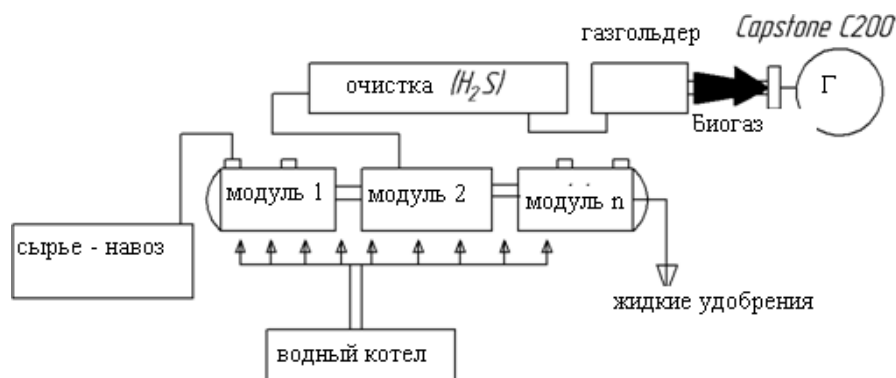 Capstone C200
газгольдер
очистка (H₂S)
Г
Биогаз
модуль 1
модуль 2
модуль n
сырье - навоз
жидкие удобрения
водный котел